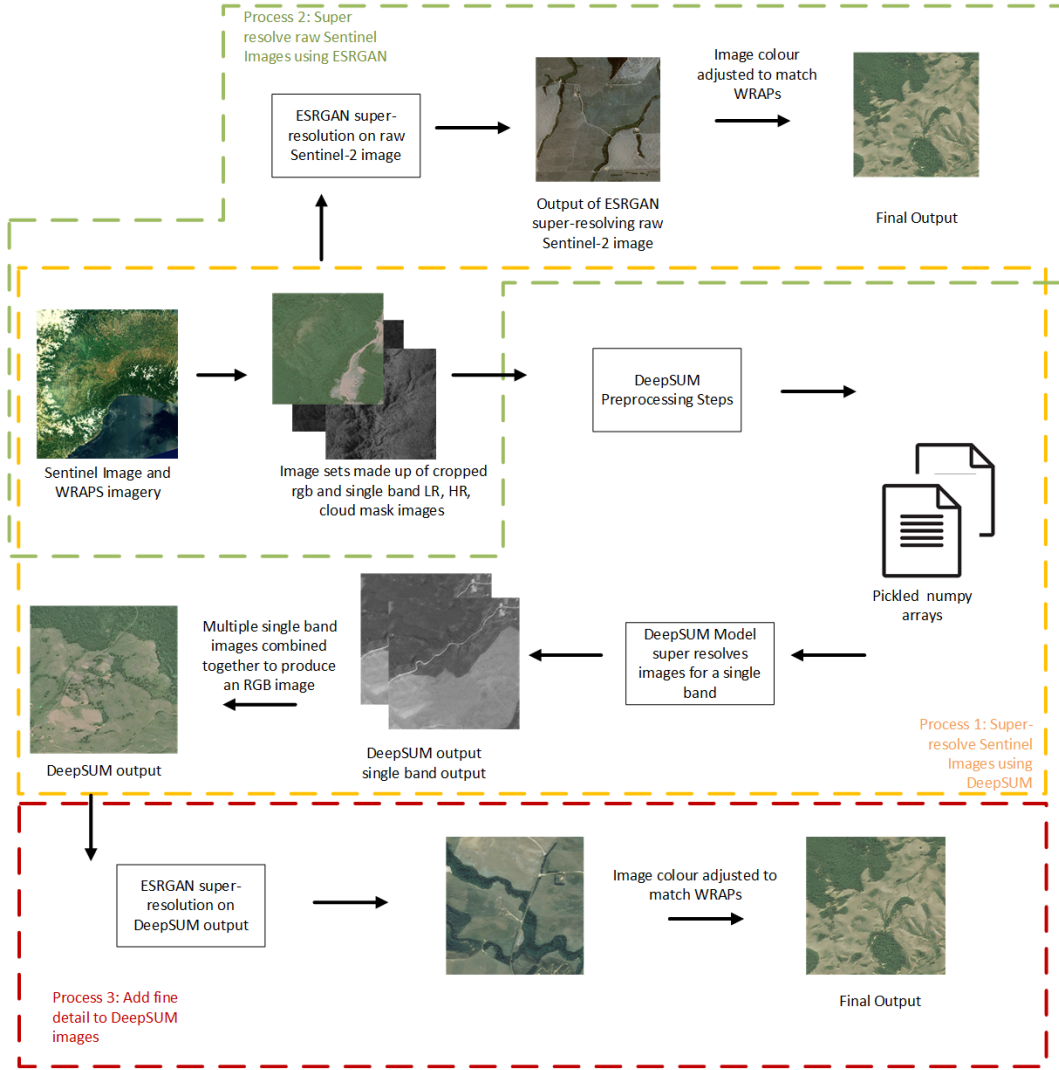 Process 2: Super
resolve raw Sentinel
Images using ESRGAN
ESRGAN super-
resolution on raw
Sentinel-2 image
Output of ESRGAN
super-resolving raw
Sentinel-2 image
Image colour
adjusted to match
WRAPs
Final Output
Sentinel Image and
WRAPS imagery
Image sets made up of cropped
rgb and single band LR, HR,
cloud mask images
DeepSUM
Preprocessing Steps
Pickled numpy
arrays
DeepSUM Model
super resolves
images for a single
band
DeepSUM output
single band output
Multiple single band
images combined
together to produce
an RGB image
DeepSUM output
Process 1: Super-
resolve Sentinel
Images using
DeepSUM
ESRGAN super-
resolution on
DeepSUM output
Image colour adjusted to
match WRAPs
Final Output
Process 3: Add fine
detail to DeepSUM
images